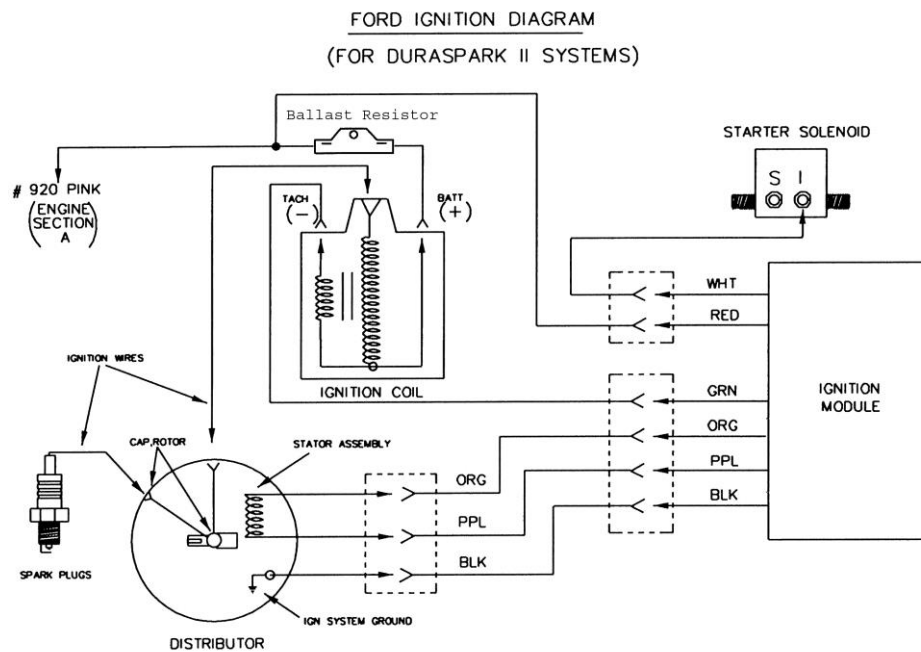 FORD IGNITION DIAGRAM
(FOR DURASPARK II SYSTEMS)
Ballast Resistor
STARTER SOLENOID
S I
# 920 PINK
(ENGINE
SECTION
A)
TACH
(-)
BATT
(+)
WHT
RED
IGNITION WIRES
IGNITION COIL
GRN
IGNITION
MODULE
ORG
PPL
BLK
CAP,ROTOR
STATOR ASSEMBLY
ORG
PPL
BLK
SPARK PLUGS
IGN SYSTEM GROUND
DISTRIBUTOR